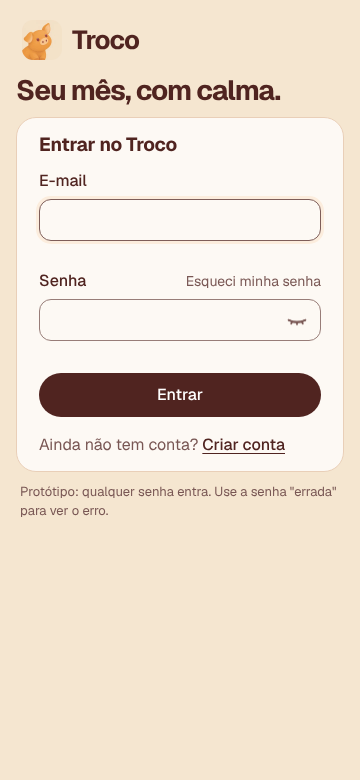 Troco
Seu mês, com calma.
Entrar no Troco
E-mail
Senha
Esqueci minha senha
Entrar
Ainda não tem conta? Criar conta
Protótipo: qualquer senha entra. Use a senha "errada"
para ver o erro.